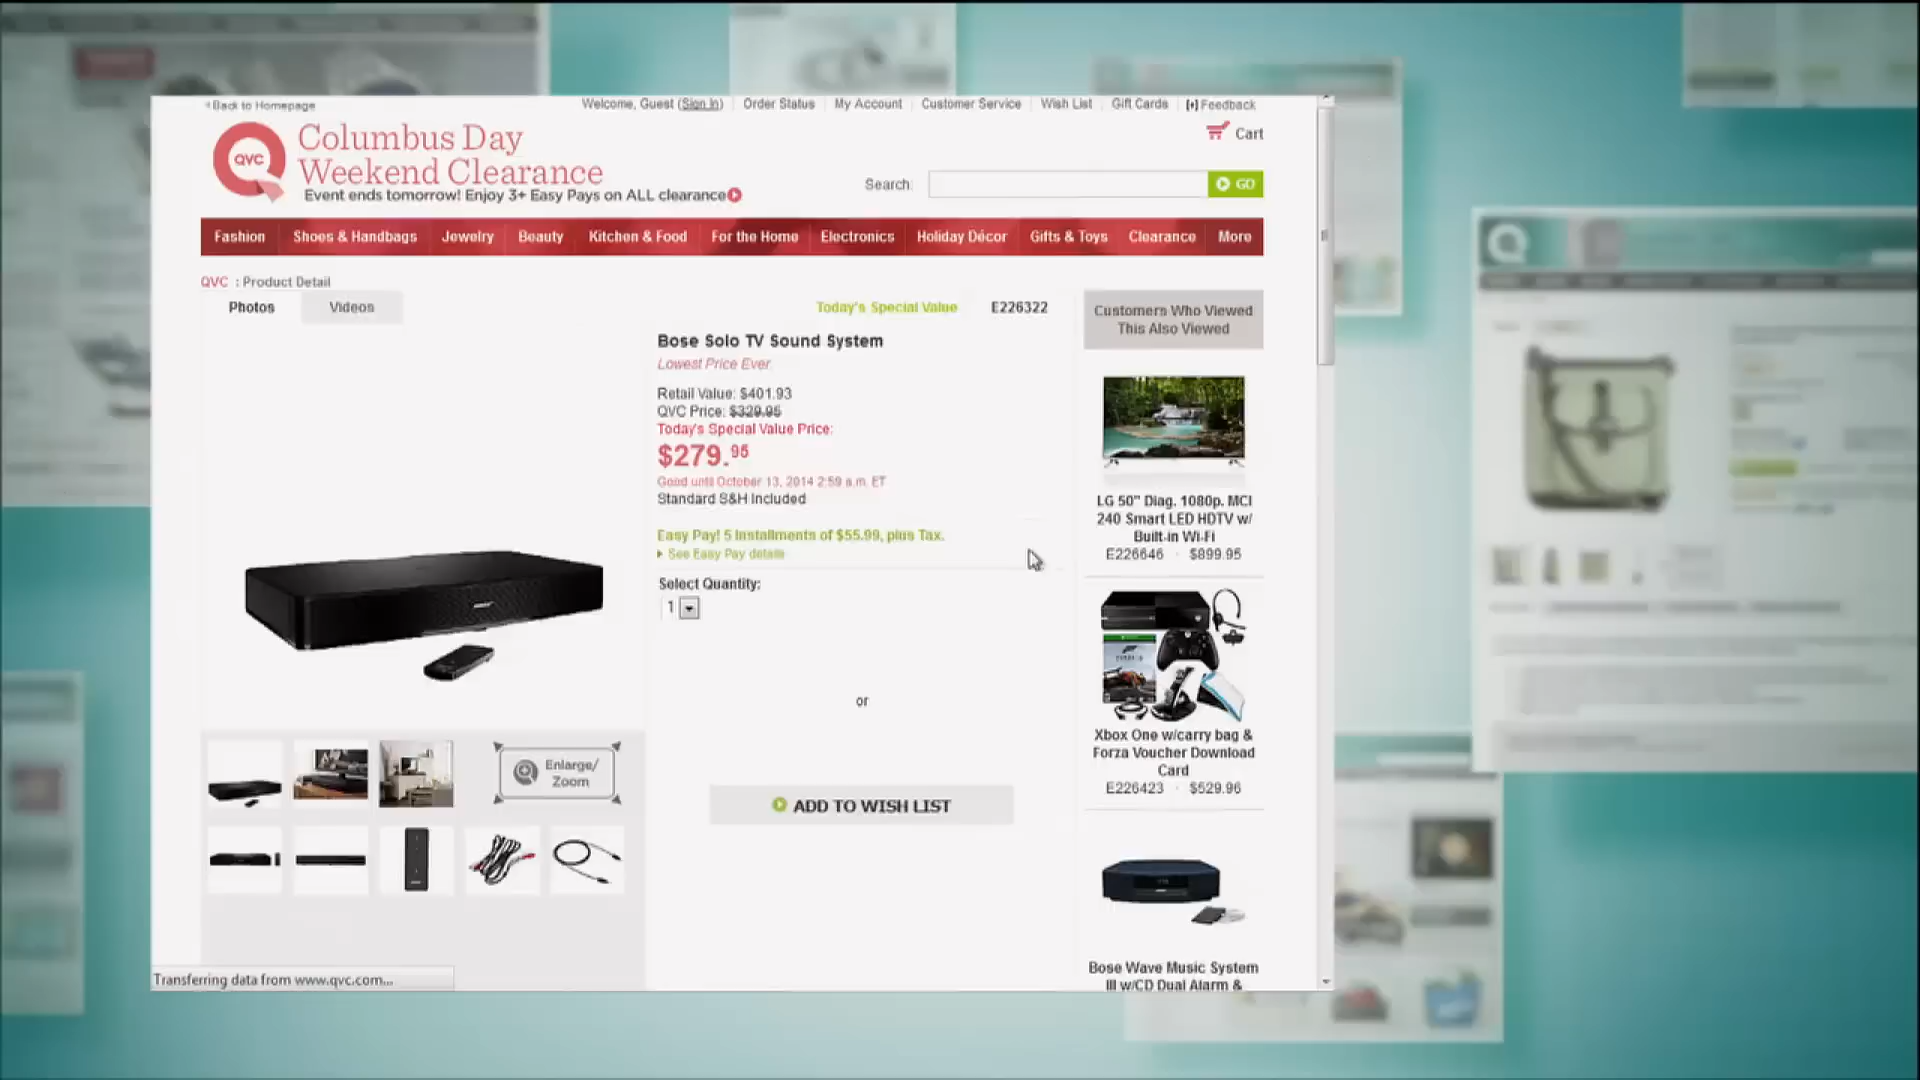 Back to Homepage
Welcome, Guest (Sign In)
Order Status
My Account
Customer Service
Wish List
Gift Cards
[+] Feedback
QVC
Columbus Day
Weekend Clearance
Event ends tomorrow! Enjoy 3+ Easy Pays on ALL clearance
Cart
Search:
GO
Fashion
Shoes & Handbags
Jewelry
Beauty
Kitchen & Food
For the Home
Electronics
Holiday Décor
Gifts & Toys
Clearance
More
QVC : Product Detail
Photos
Videos
Today's Special Value
E226322
Bose Solo TV Sound System
Lowest Price Ever
Retail Value: $401.93
QVC Price: $329.95
Today's Special Value Price:
$279.95
Good until October 13, 2014 2:59 a.m. ET
Standard S&H Included
Easy Pay! 5 Installments of $55.99, plus Tax.
See Easy Pay details
Select Quantity:
1
or
ADD TO WISH LIST
Enlarge/
Zoom
Customers Who Viewed
This Also Viewed
LG 50" Diag. 1080p. MCI
240 Smart LED HDTV w/
Built-in Wi-Fi
E226646 · $899.95
Xbox One w/carry bag &
Forza Voucher Download
Card
E226423 · $529.96
Bose Wave Music System
III w/CD Dual Alarm &
Transferring data from www.qvc.com...